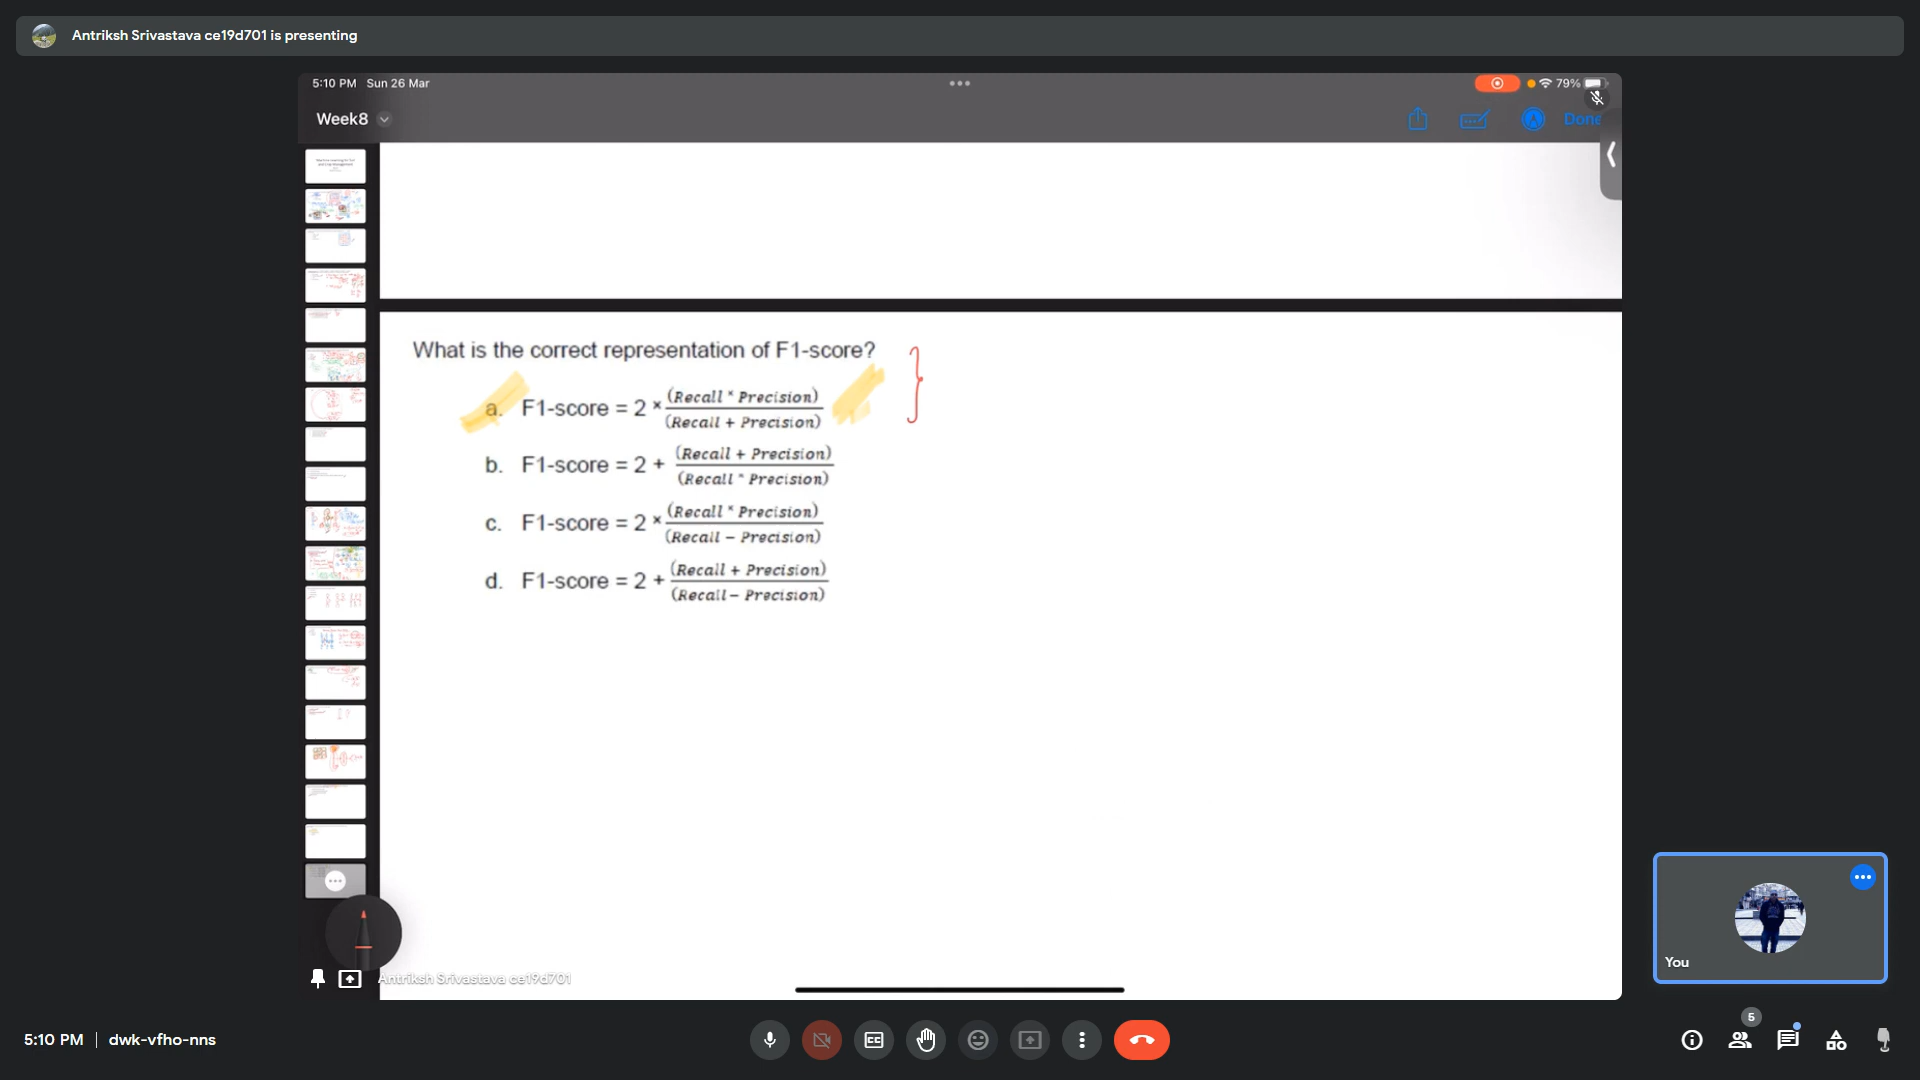 Antriksh Srivastava ce19d701 is presenting
5:10 PM Sun 26 Mar
79%
Week8
Done
What is the correct representation of F1-score?
a. F1-score = 2 * (Recall * Precision) / (Recall + Precision)
b. F1-score = 2 + (Recall + Precision) / (Recall * Precision)
c. F1-score = 2 * (Recall * Precision) / (Recall − Precision)
d. F1-score = 2 + (Recall + Precision) / (Recall − Precision)
Antriksh Srivastava ce19d701
You
5:10 PM | dwk-vfho-nns
CC
5